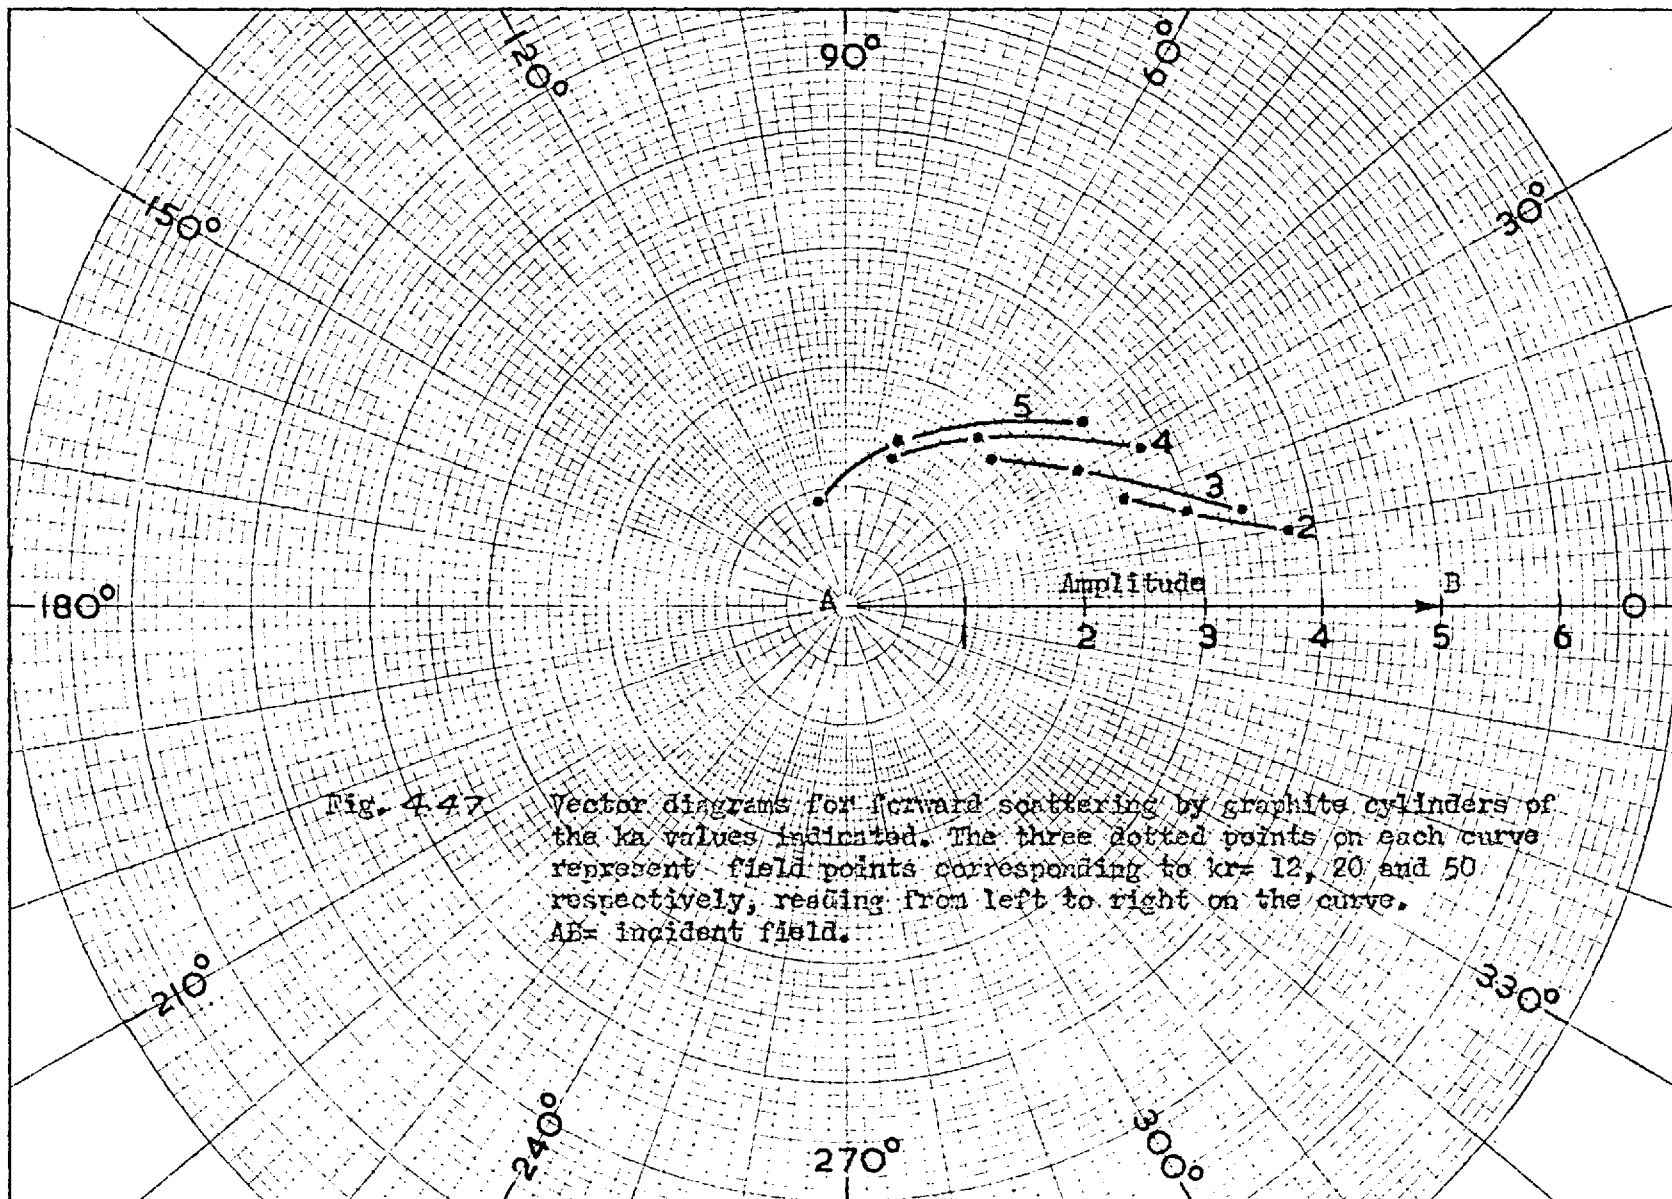 120°
90°
60°
150°
30°
5
4
3
2
180°
A
Amplitude
B
0
1
2
3
4
5
6
Fig. 4.47. Vector diagrams for forward scattering by graphite cylinders of
the ka values indicated. The three dotted points on each curve
represent field points corresponding to kr= 12, 20 and 50
respectively, reading from left to right on the curve.
AB= incident field.
210°
330°
240°
270°
300°